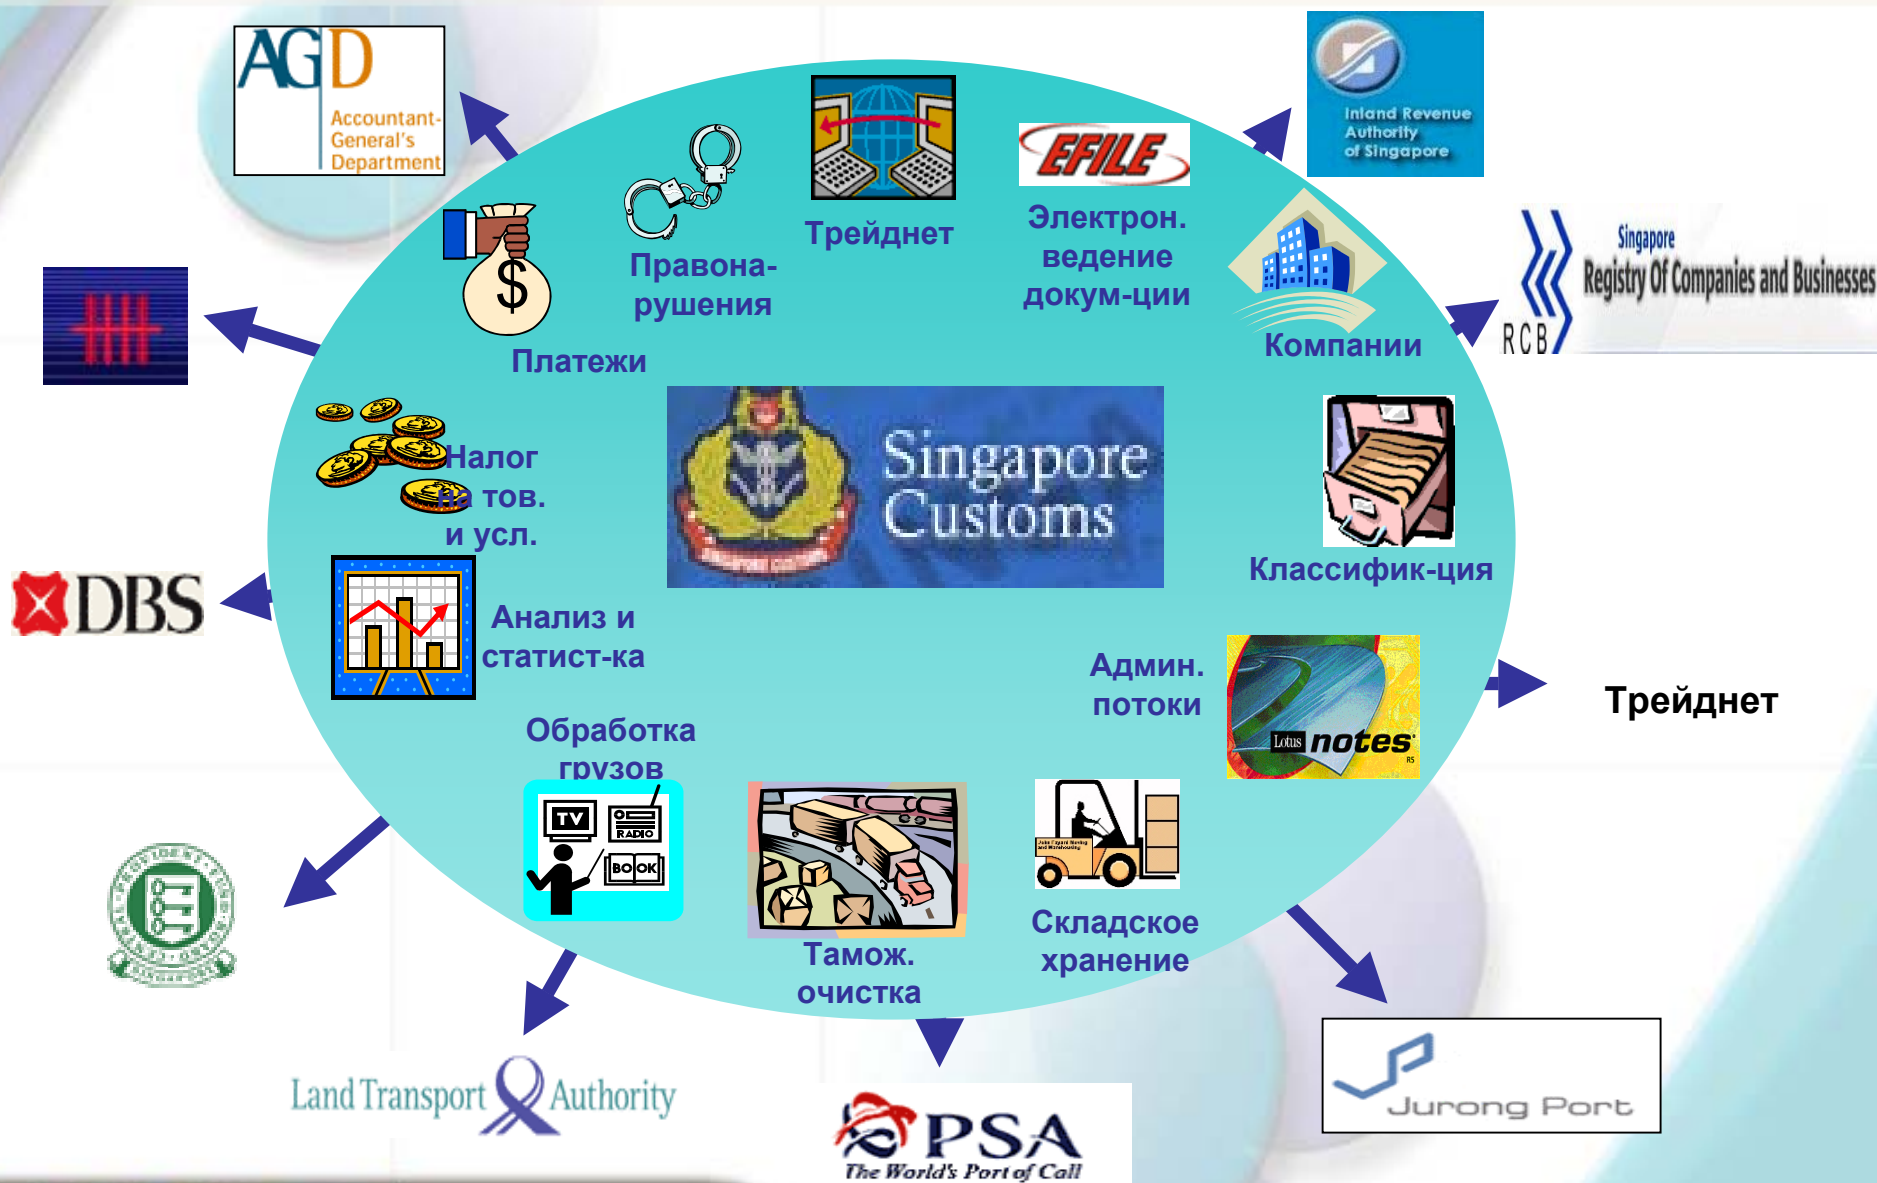 AGD
Accountant-
General's
Department
Inland Revenue
Authority
of Singapore
EFILE
Трейднет
Электрон.
ведение
докум-ции
Правона-
рушения
Singapore
Registry Of Companies and Businesses
RCB
Компании
$
Платежи
Singapore
Customs
Налог
на тов.
и усл.
Классифик-ция
DBS
Анализ и
статист-ка
Админ.
потоки
Lotus notes
R5
Трейднет
Обработка
грузов
TV
RADIO
BOOK
Складское
хранение
Тамож.
очистка
Land Transport Authority
Jurong Port
PSA
The World's Port of Call